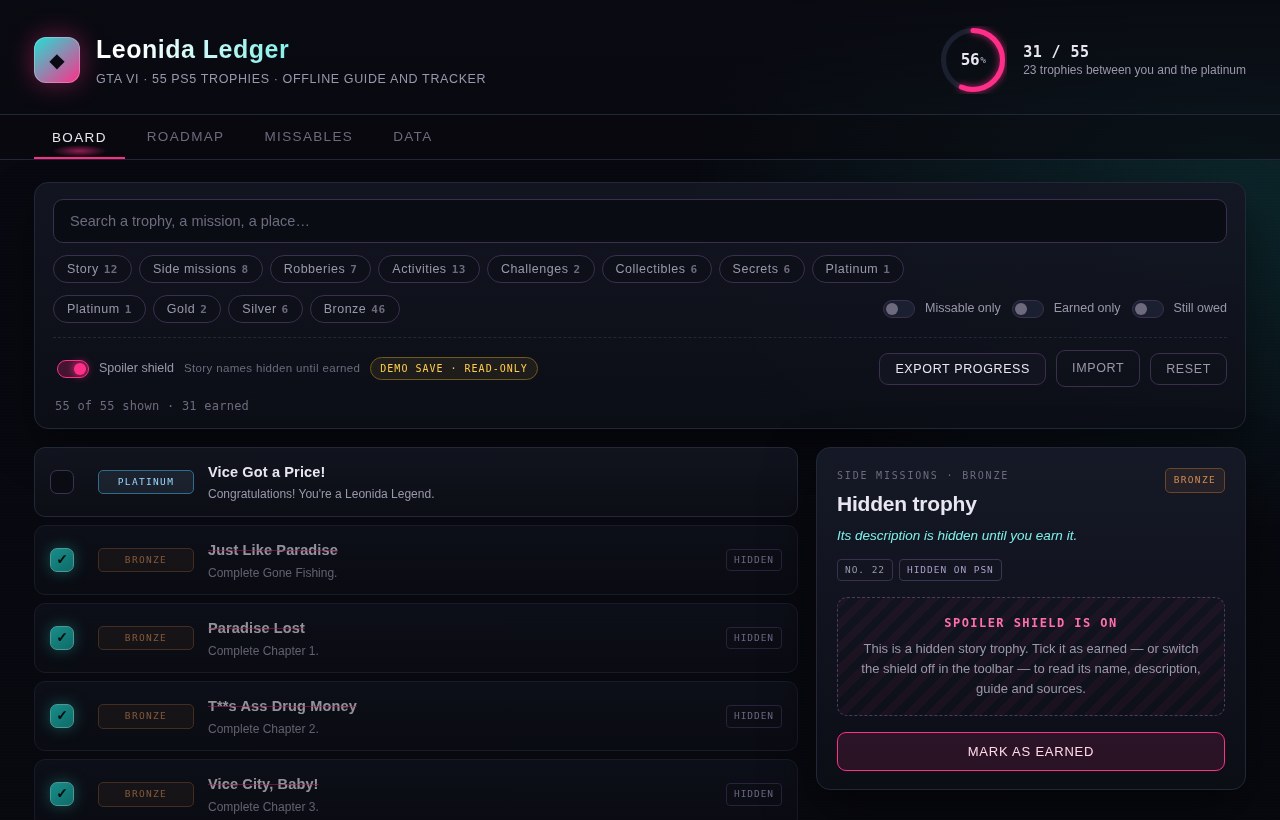 Leonida Ledger
GTA VI · 55 PS5 TROPHIES · OFFLINE GUIDE AND TRACKER
56%
31 / 55
23 trophies between you and the platinum
BOARD ROADMAP MISSABLES DATA
Search a trophy, a mission, a place…
Story 12 Side missions 8 Robberies 7 Activities 13 Challenges 2 Collectibles 6 Secrets 6 Platinum 1
Platinum 1 Gold 2 Silver 6 Bronze 46 Missable only Earned only Still owed
Spoiler shield Story names hidden until earned DEMO SAVE · READ-ONLY EXPORT PROGRESS IMPORT RESET
55 of 55 shown · 31 earned
PLATINUM
Vice Got a Price!
Congratulations! You're a Leonida Legend.
BRONZE
Just Like Paradise
Complete Gone Fishing.
HIDDEN
BRONZE
Paradise Lost
Complete Chapter 1.
HIDDEN
BRONZE
T**s Ass Drug Money
Complete Chapter 2.
HIDDEN
BRONZE
Vice City, Baby!
Complete Chapter 3.
HIDDEN
SIDE MISSIONS · BRONZE
BRONZE
Hidden trophy
Its description is hidden until you earn it.
NO. 22 HIDDEN ON PSN
SPOILER SHIELD IS ON
This is a hidden story trophy. Tick it as earned — or switch
the shield off in the toolbar — to read its name, description,
guide and sources.
MARK AS EARNED